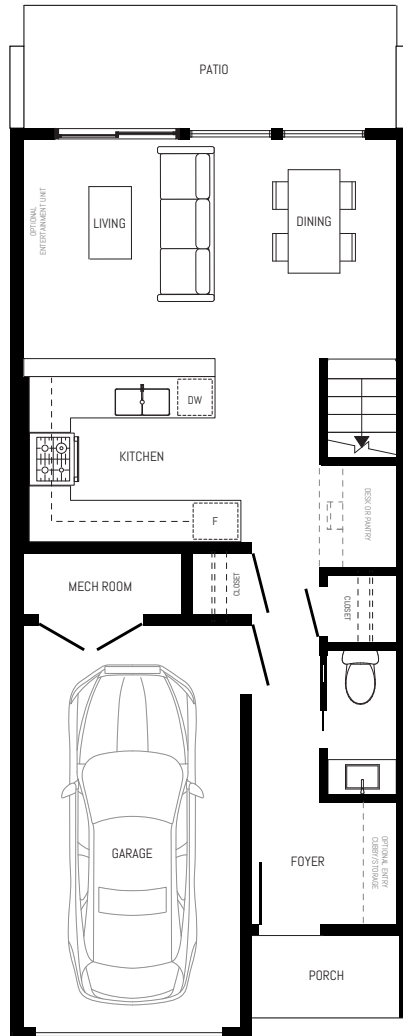 PATIO
LIVING
DINING
OPTIONAL
ENTERTAINMENT UNIT
DW
KITCHEN
F
DESK OR PANTRY
MECH ROOM
CLOSET
CLOSET
GARAGE
FOYER
OPTIONAL ENTRY
CUBBY/STORAGE
PORCH